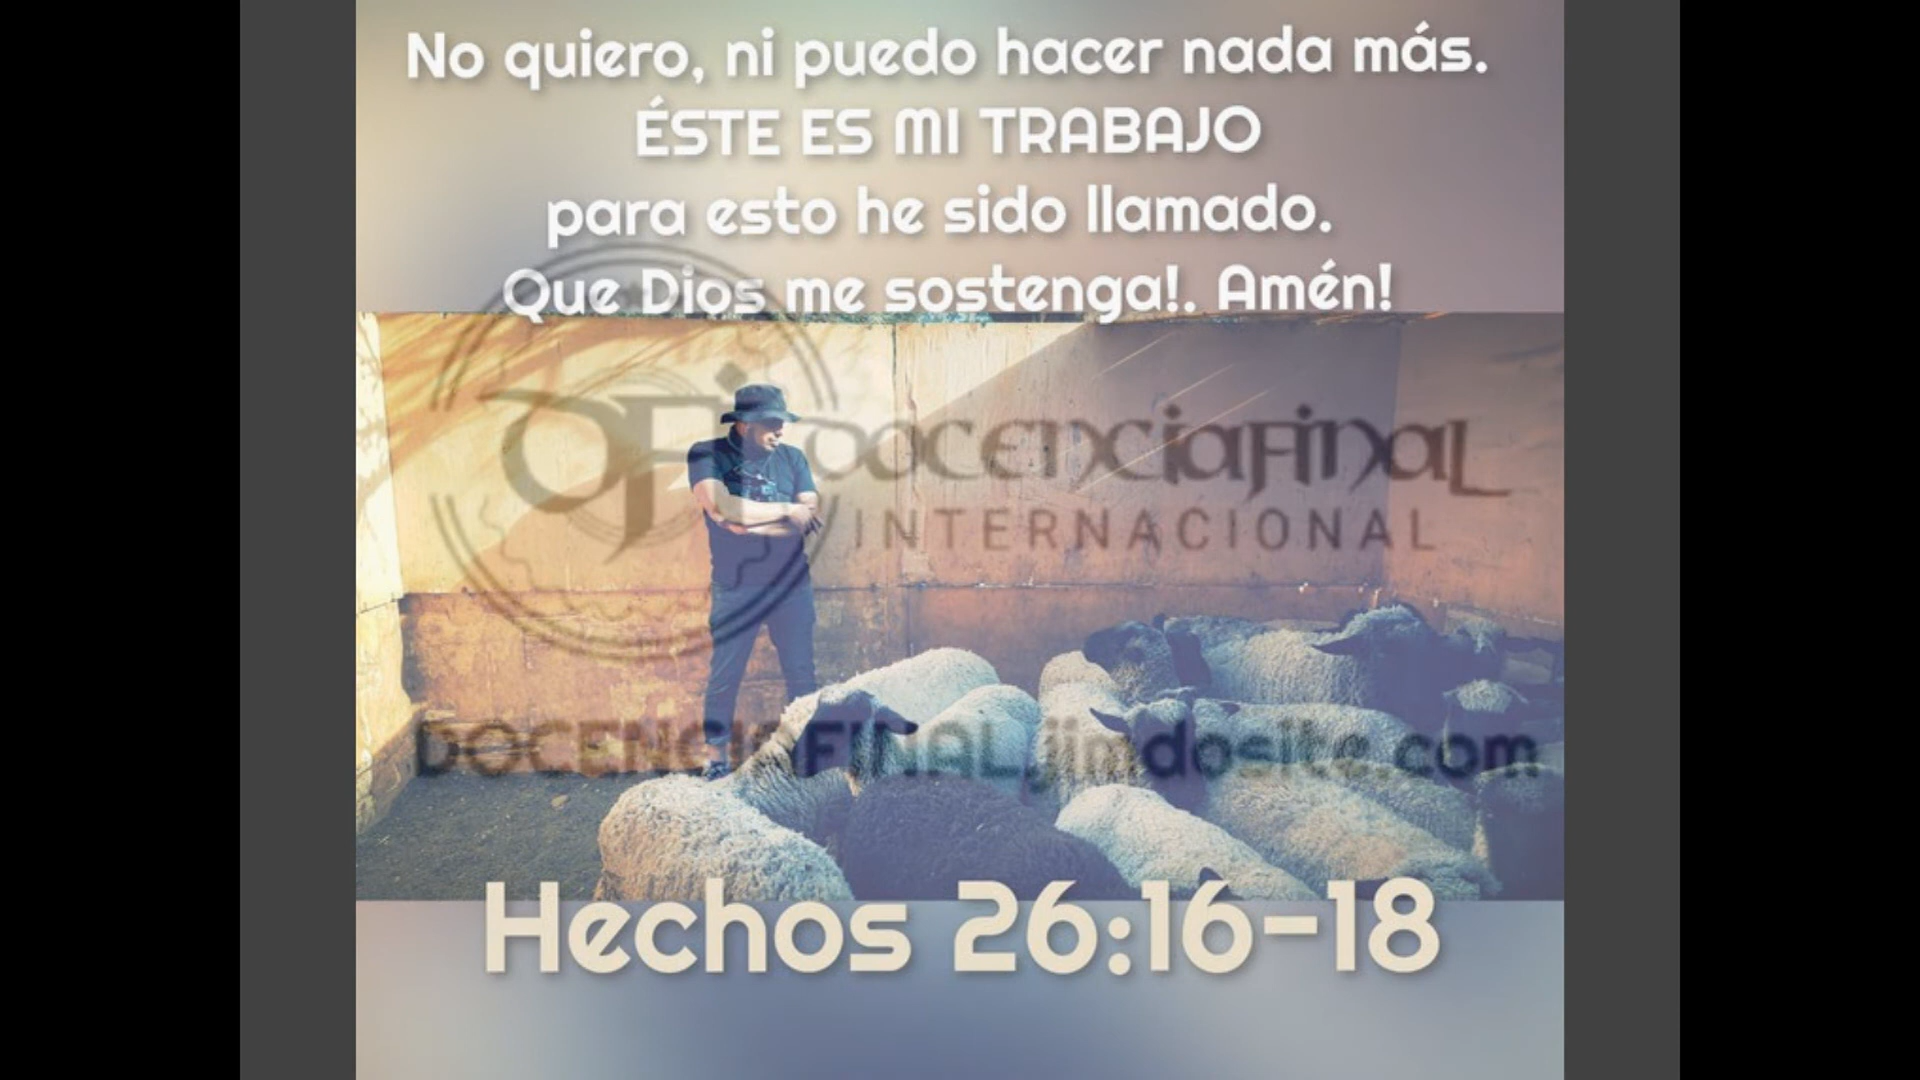 No quiero, ni puedo hacer nada más.
ÉSTE ES MI TRABAJO
para esto he sido llamado.
Que Dios me sostenga!. Amén!
DFI DOCENCIAFINAL
INTERNACIONAL
DOCENCIAFINAL.jimdosite.com
Hechos 26:16-18